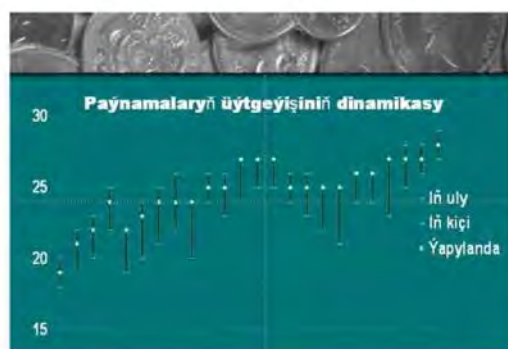 Paýnamalaryň üýtgeýişiniň dinamikasy
30
25
20
15
Iň uly
Iň kiçi
Ýapylanda